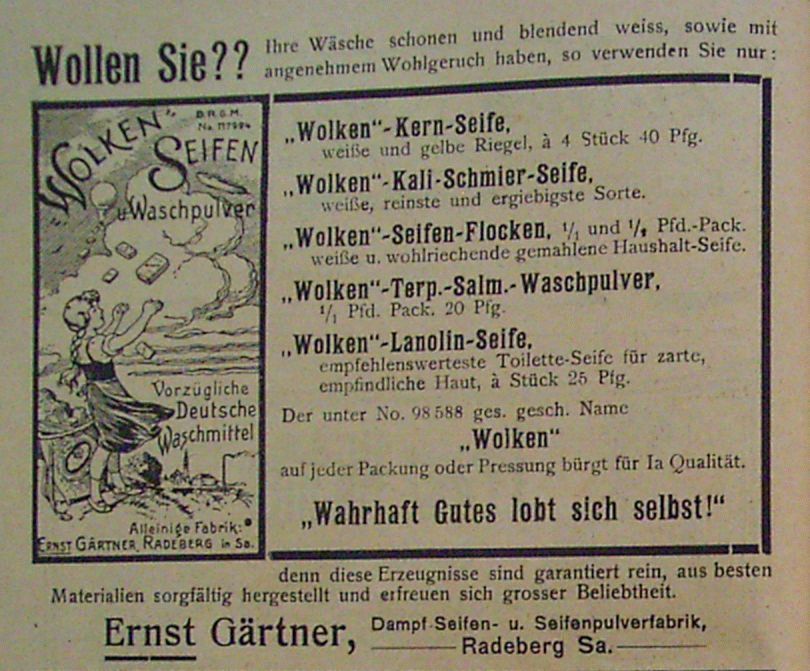 Wollen Sie??
Ihre Wäsche schonen und blendend weiss, sowie mit
angenehmem Wohlgeruch haben, so verwenden Sie nur:
"WOLKEN"
D.R.G.M.
SEIFEN
u. Waschpulver
Vorzügliche
Deutsche
Waschmittel
Alleinige Fabrik:
ERNST GÄRTNER, RADEBERG in Sa.
„Wolken“-Kern-Seife,
weiße und gelbe Riegel, à 4 Stück 40 Pfg.
„Wolken“-Kali-Schmier-Seife,
weiße, reinste und ergiebigste Sorte.
„Wolken“-Seifen-Flocken, 1/1 und 1/2 Pfd.-Pack.
weiße u. wohlriechende gemahlene Haushalt-Seife.
„Wolken“-Terp.-Salm.-Waschpulver,
1/1 Pfd. Pack. 20 Pfg.
„Wolken“-Lanolin-Seife,
empfehlenswerteste Toilette-Seife für zarte,
empfindliche Haut, à Stück 25 Pfg.
Der unter No. 98588 ges. gesch. Name
„Wolken“
auf jeder Packung oder Pressung bürgt für Ia Qualität.
„Wahrhaft Gutes lobt sich selbst!“
denn diese Erzeugnisse sind garantiert rein, aus besten
Materialien sorgfältig hergestellt und erfreuen sich grosser Beliebtheit.
Ernst Gärtner, Dampf-Seifen- u. Seifenpulverfabrik,
Radeberg Sa.